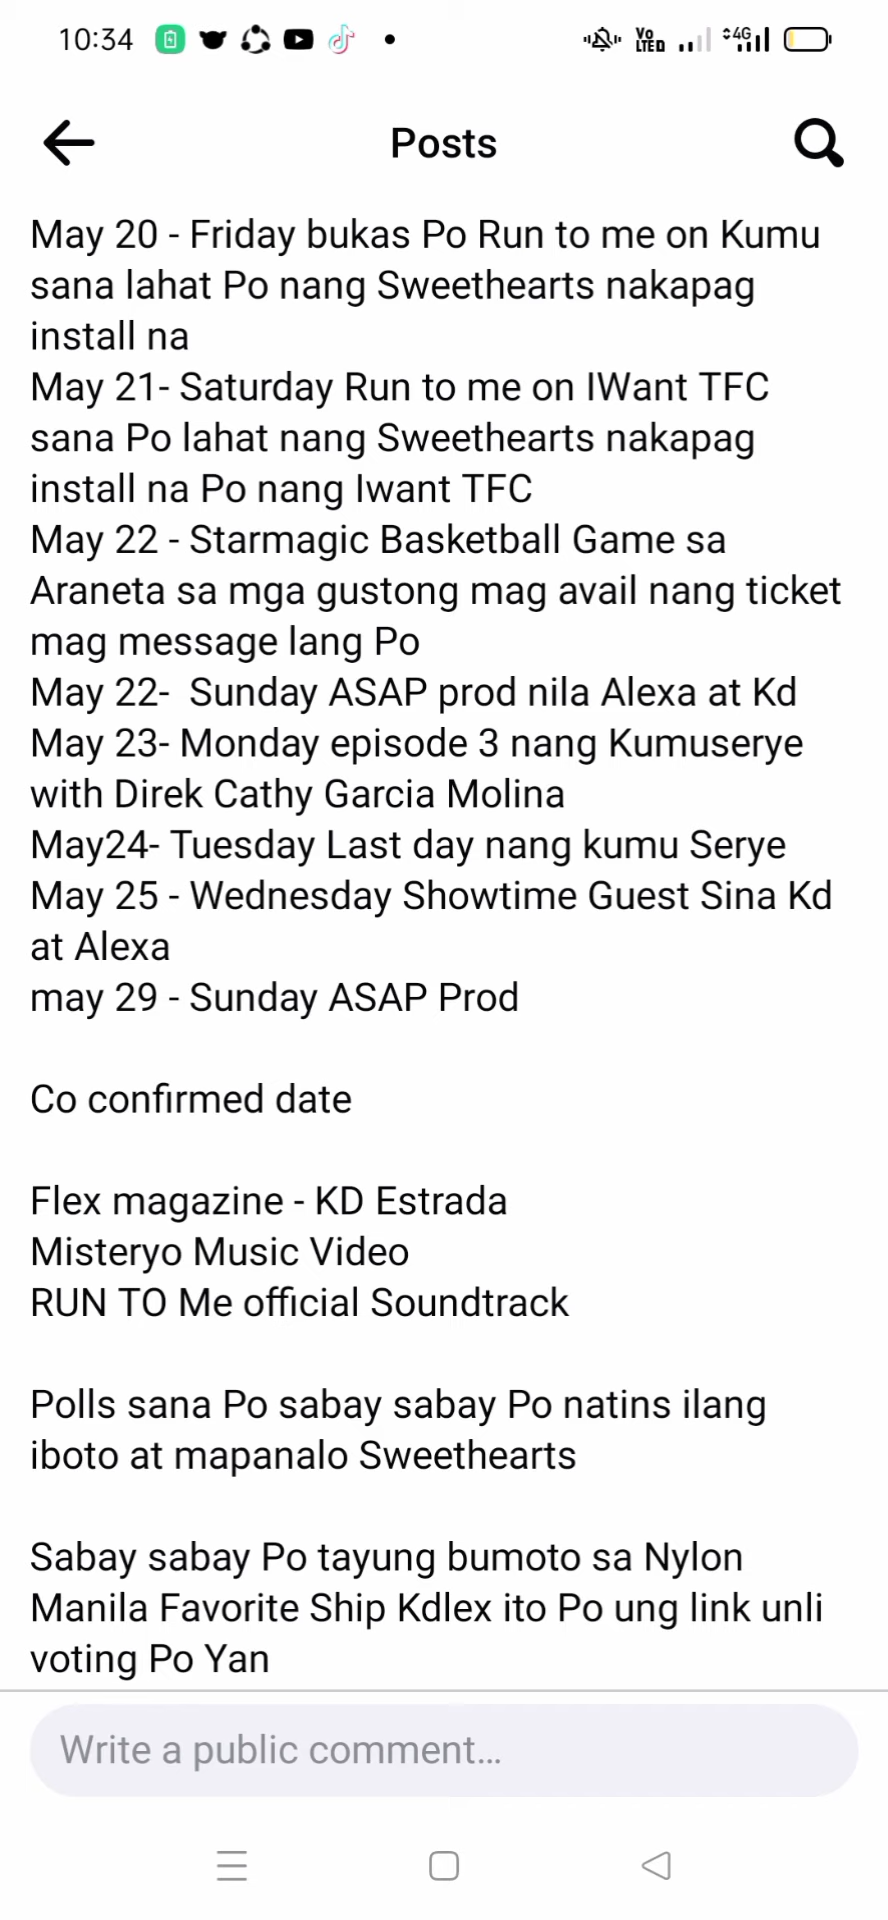 10:34
Vo
LTE
4G
Posts
May 20 - Friday bukas Po Run to me on Kumu
sana lahat Po nang Sweethearts nakapag
install na
May 21- Saturday Run to me on IWant TFC
sana Po lahat nang Sweethearts nakapag
install na Po nang Iwant TFC
May 22 - Starmagic Basketball Game sa
Araneta sa mga gustong mag avail nang ticket
mag message lang Po
May 22-  Sunday ASAP prod nila Alexa at Kd
May 23- Monday episode 3 nang Kumuserye
with Direk Cathy Garcia Molina
May24- Tuesday Last day nang kumu Serye
May 25 - Wednesday Showtime Guest Sina Kd
at Alexa
may 29 - Sunday ASAP Prod
Co confirmed date
Flex magazine - KD Estrada
Misteryo Music Video
RUN TO Me official Soundtrack
Polls sana Po sabay sabay Po natins ilang
iboto at mapanalo Sweethearts
Sabay sabay Po tayung bumoto sa Nylon
Manila Favorite Ship Kdlex ito Po ung link unli
voting Po Yan
Write a public comment...